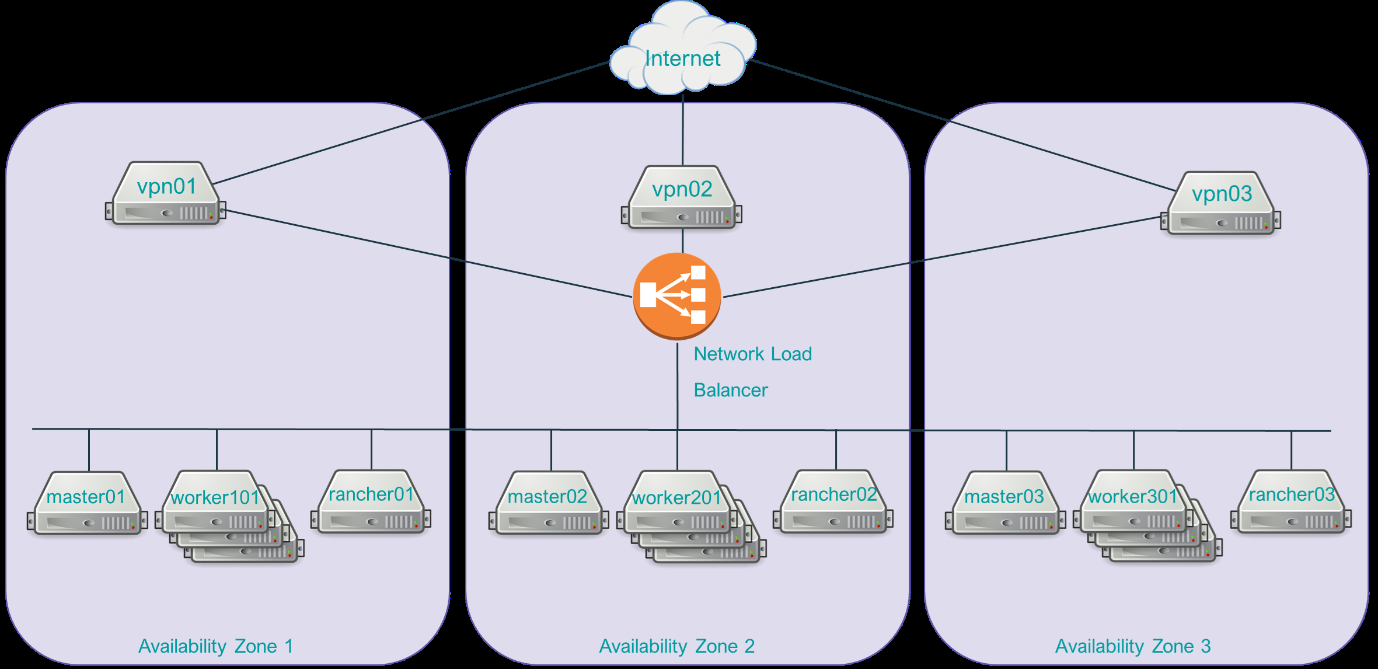 Internet
vpn01
vpn02
vpn03
Network Load
Balancer
master01
worker101
rancher01
master02
worker201
rancher02
master03
worker301
rancher03
Availability Zone 1
Availability Zone 2
Availability Zone 3